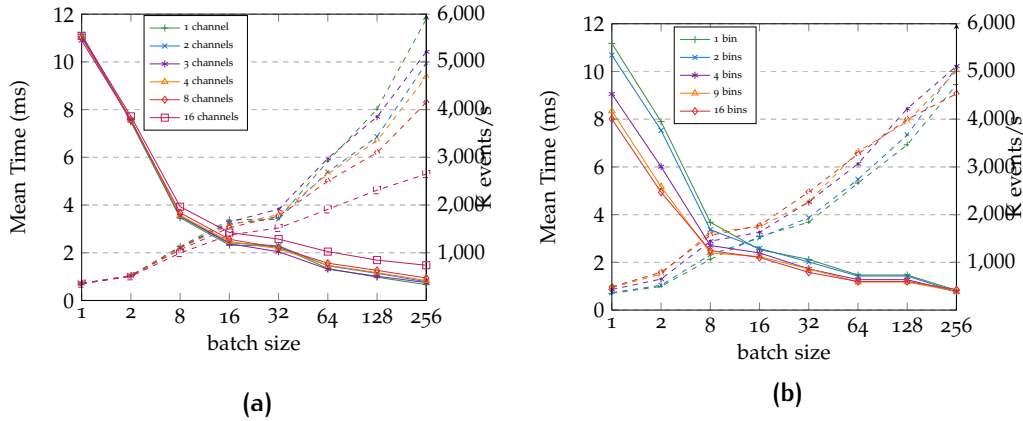 12
10
8
6
4
2
0
Mean Time (ms)
1 channel
2 channels
3 channels
4 channels
8 channels
16 channels
6,000
5,000
4,000
3,000
2,000
1,000
K events/s
1 2 8 16 32 64 128 256
batch size
(a)
12
10
8
6
4
2
0
Mean Time (ms)
1 bin
2 bins
4 bins
9 bins
16 bins
6,000
5,000
4,000
3,000
2,000
1,000
K events/s
1 2 8 16 32 64 128 256
batch size
(b)